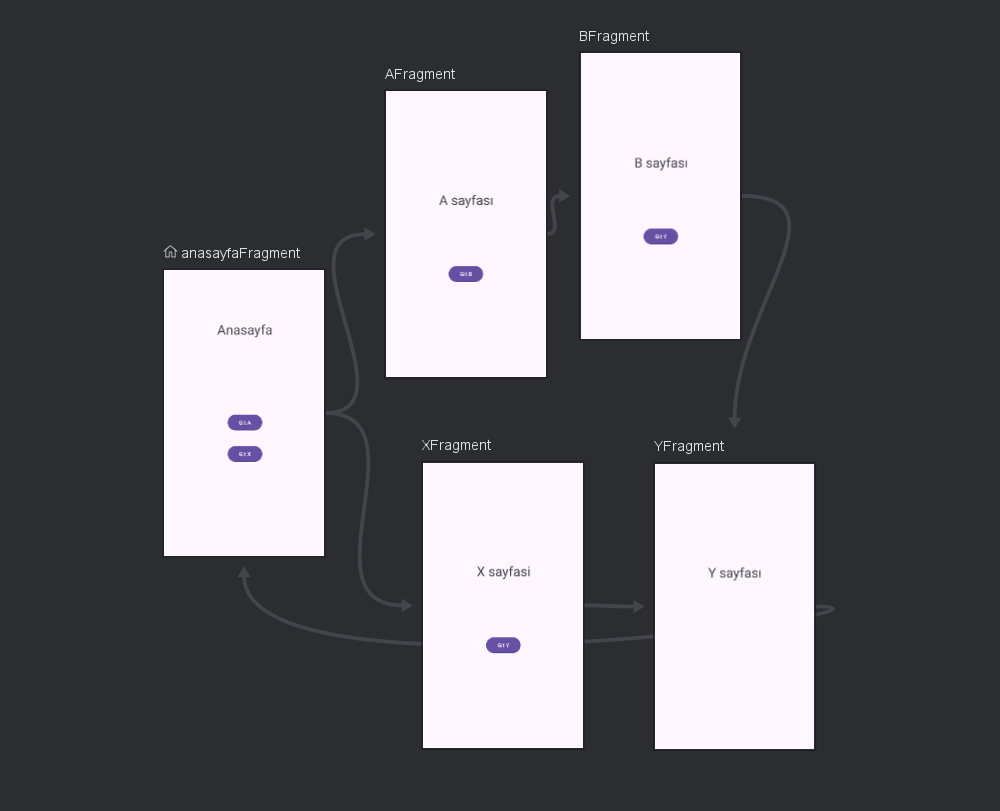 BFragment
B sayfası
Git Y
AFragment
A sayfası
Git B
anasayfaFragment
Anasayfa
Git A
Git X
XFragment
X sayfasi
Git Y
YFragment
Y sayfası